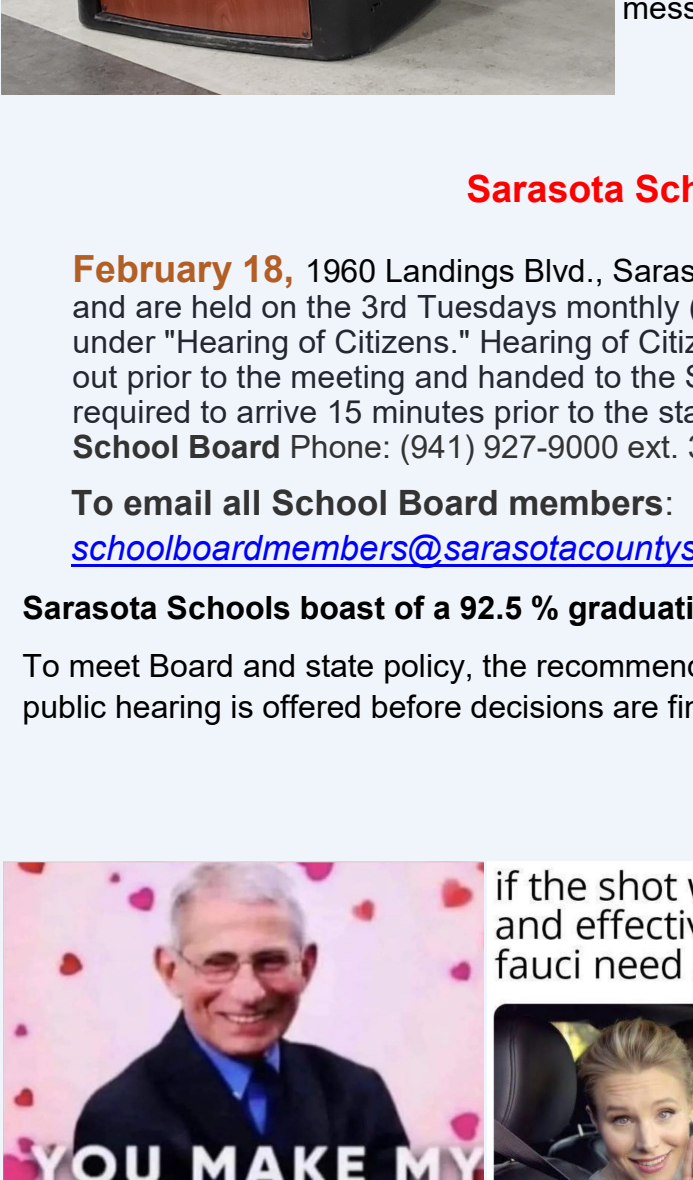 mess
Sarasota Sch
February 18, 1960 Landings Blvd., Saras
and are held on the 3rd Tuesdays monthly (
under "Hearing of Citizens." Hearing of Citiz
out prior to the meeting and handed to the S
required to arrive 15 minutes prior to the sta
School Board Phone: (941) 927-9000 ext. 3
To email all School Board members:
schoolboardmembers@sarasotacountys
Sarasota Schools boast of a 92.5 % graduati
To meet Board and state policy, the recommend
public hearing is offered before decisions are fin
if the shot w
and effectiv
fauci need
YOU MAKE MY